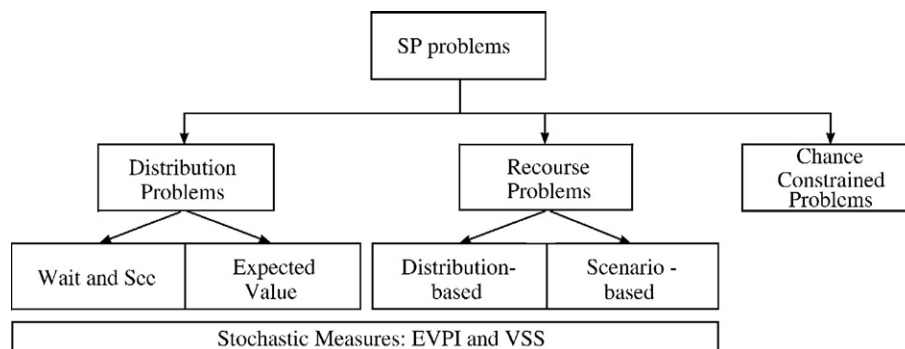 SP problems
Distribution
Problems
Recourse
Problems
Chance
Constrained
Problems
Wait and See
Expected
Value
Distribution-
based
Scenario -
based
Stochastic Measures: EVPI and VSS